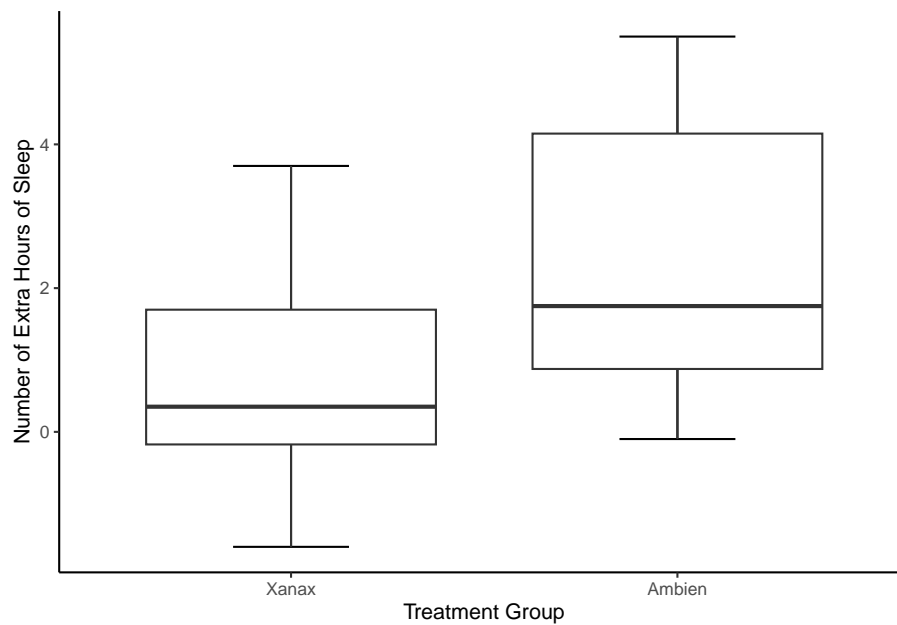 Number of Extra Hours of Sleep
4
2
0
Xanax
Ambien
Treatment Group